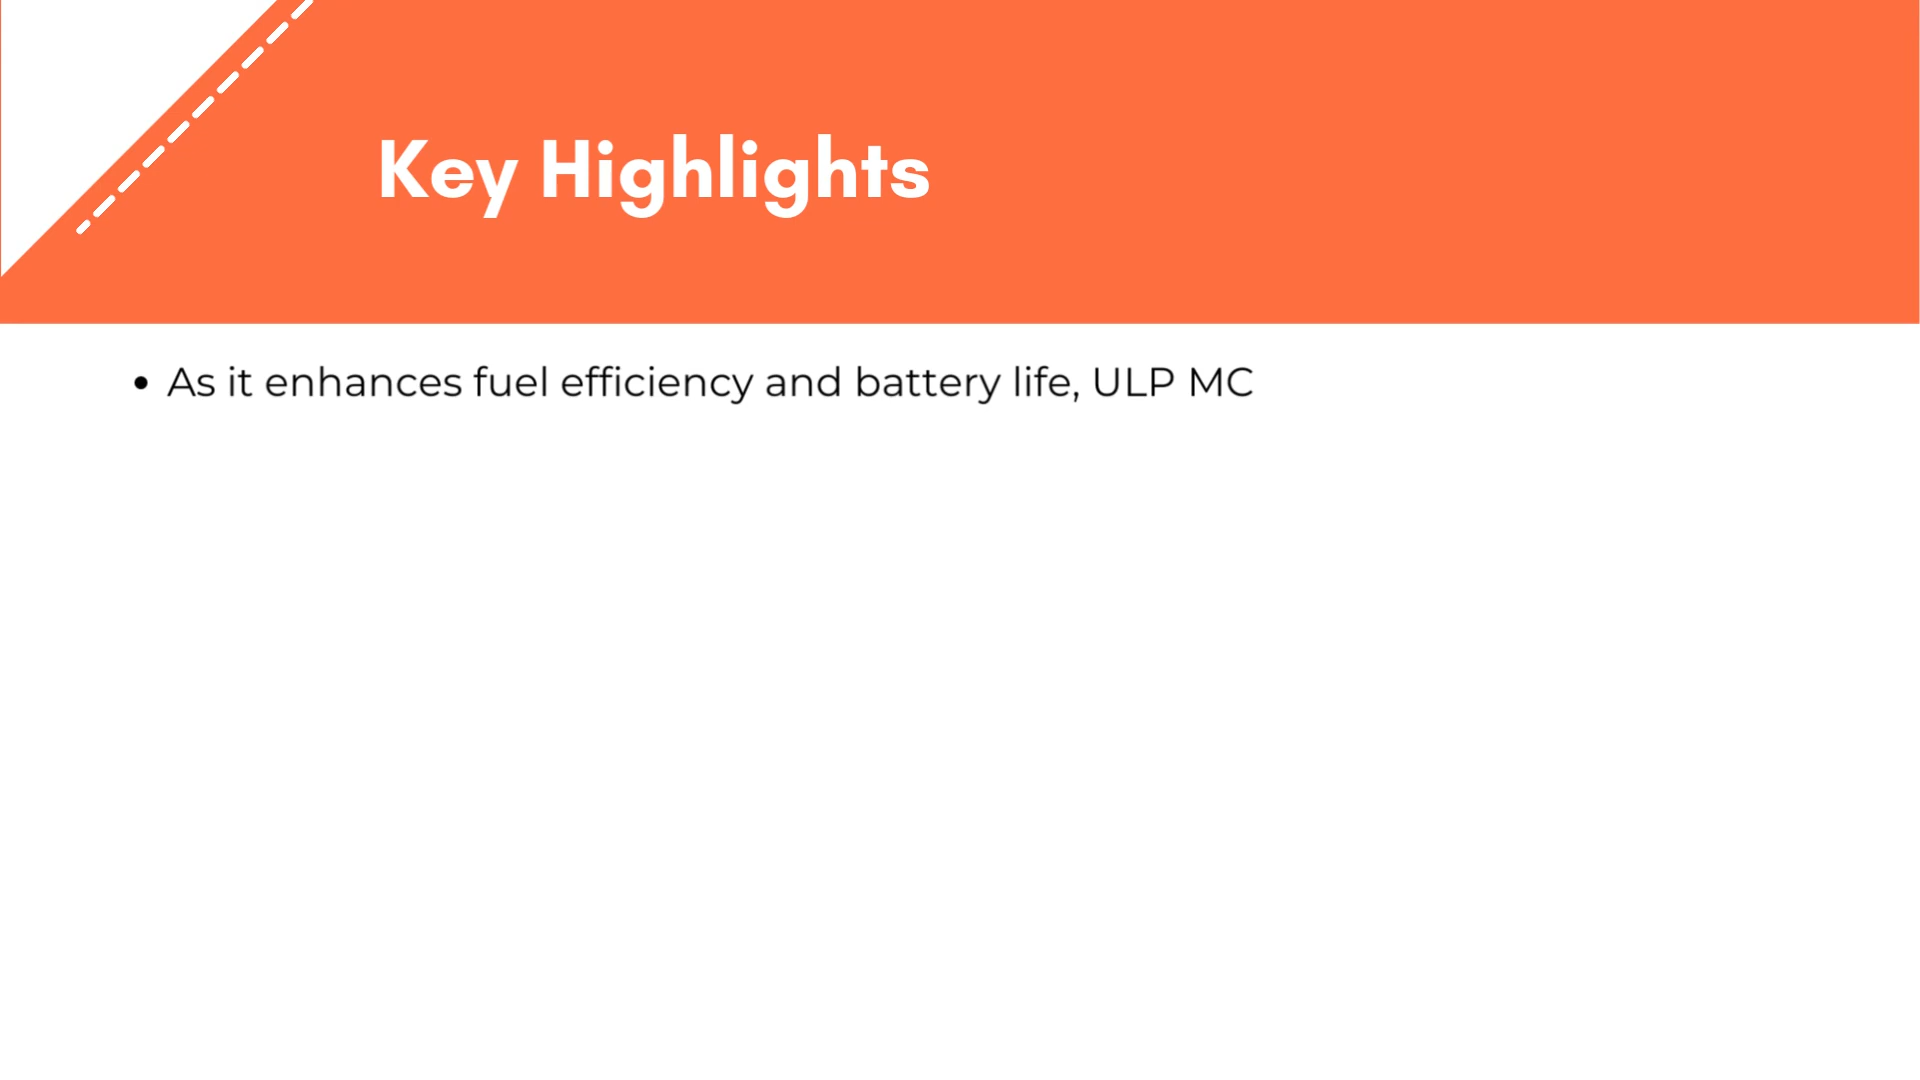 Key Highlights
• As it enhances fuel efficiency and battery life, ULP MC